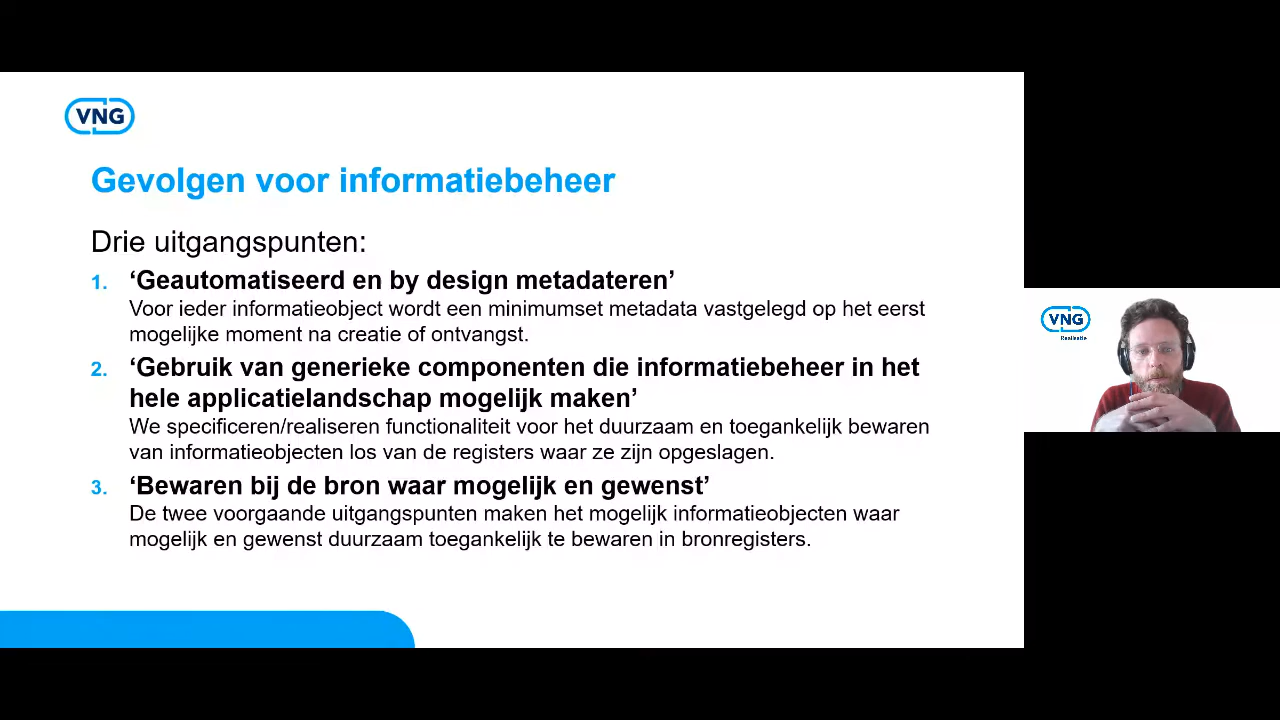 VNG
Gevolgen voor informatiebeheer
Drie uitgangspunten:
1. ‘Geautomatiseerd en by design metadateren’
Voor ieder informatieobject wordt een minimumset metadata vastgelegd op het eerst
mogelijke moment na creatie of ontvangst.
2. ‘Gebruik van generieke componenten die informatiebeheer in het
hele applicatielandschap mogelijk maken’
We specificeren/realiseren functionaliteit voor het duurzaam en toegankelijk bewaren
van informatieobjecten los van de registers waar ze zijn opgeslagen.
3. ‘Bewaren bij de bron waar mogelijk en gewenst’
De twee voorgaande uitgangspunten maken het mogelijk informatieobjecten waar
mogelijk en gewenst duurzaam toegankelijk te bewaren in bronregisters.
VNG
Realisatie